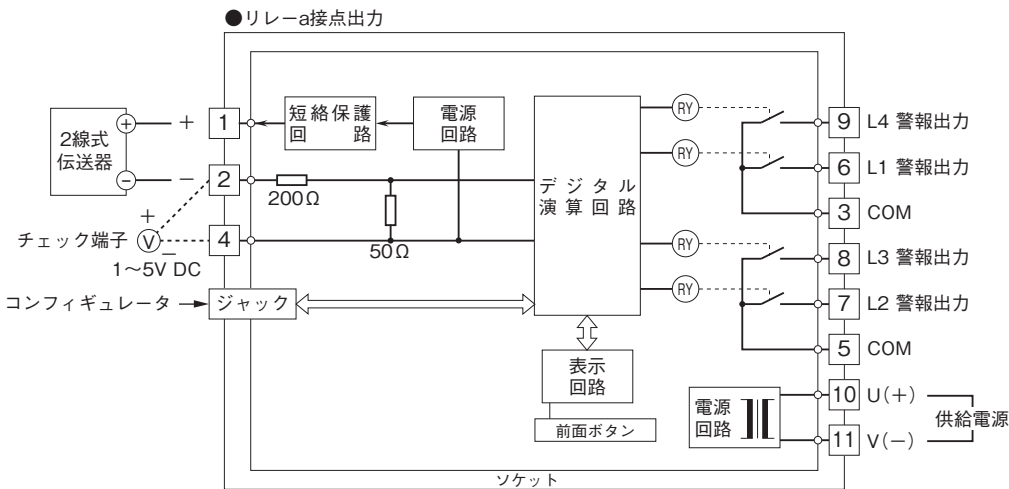 ●リレーa接点出力
2線式
伝送器
+
−
+
−
1
2
4
短絡保護
回路
電源
回路
200Ω
50Ω
デジタル
演算回路
RY
RY
RY
RY
9 L4 警報出力
6 L1 警報出力
3 COM
8 L3 警報出力
7 L2 警報出力
5 COM
10 U(+)
11 V(−)
供給電源
チェック端子
+
V
−
1〜5V DC
コンフィギュレータ
ジャック
表示
回路
前面ボタン
電源
回路
ソケット